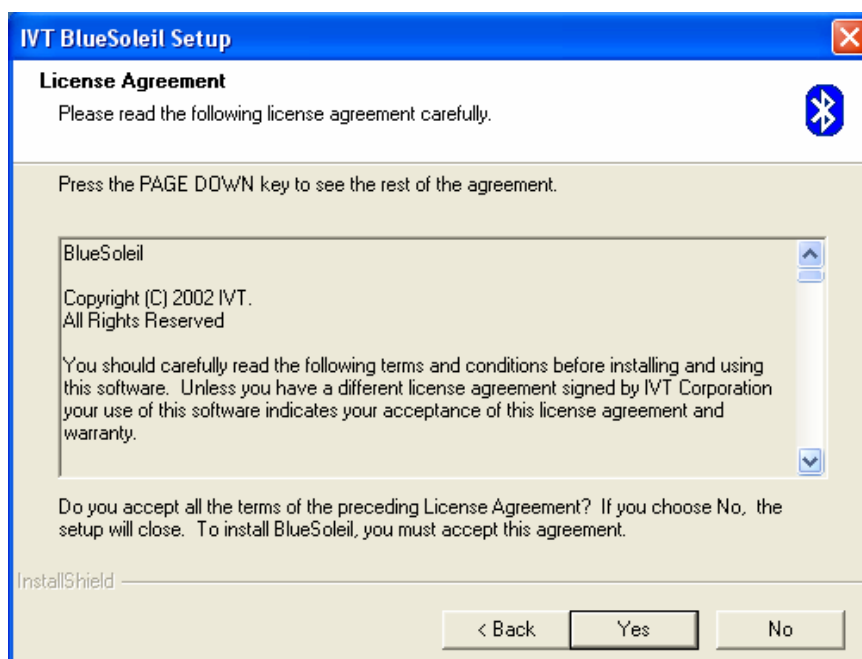 IVT BlueSoleil Setup
License Agreement
Please read the following license agreement carefully.
Press the PAGE DOWN key to see the rest of the agreement.
BlueSoleil
Copyright (C) 2002 IVT.
All Rights Reserved
You should carefully read the following terms and conditions before installing and using
this software.  Unless you have a different license agreement signed by IVT Corporation
your use of this software indicates your acceptance of this license agreement and
warranty.
Do you accept all the terms of the preceding License Agreement?  If you choose No,  the
setup will close.  To install BlueSoleil, you must accept this agreement.
InstallShield
< Back
Yes
No